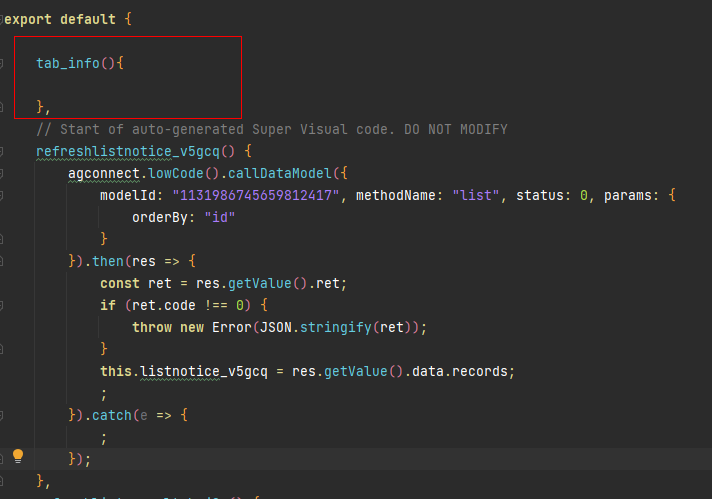 export default {
tab_info(){
},
// Start of auto-generated Super Visual code. DO NOT MODIFY
refreshlistnotice_v5gcq() {
agconnect.lowCode().callDataModel({
modelId: "1131986745659812417", methodName: "list", status: 0, params: {
orderBy: "id"
}
}).then(res => {
const ret = res.getValue().ret;
if (ret.code !== 0) {
throw new Error(JSON.stringify(ret));
}
this.listnotice_v5gcq = res.getValue().data.records;
;
}).catch(e => {
;
});
},